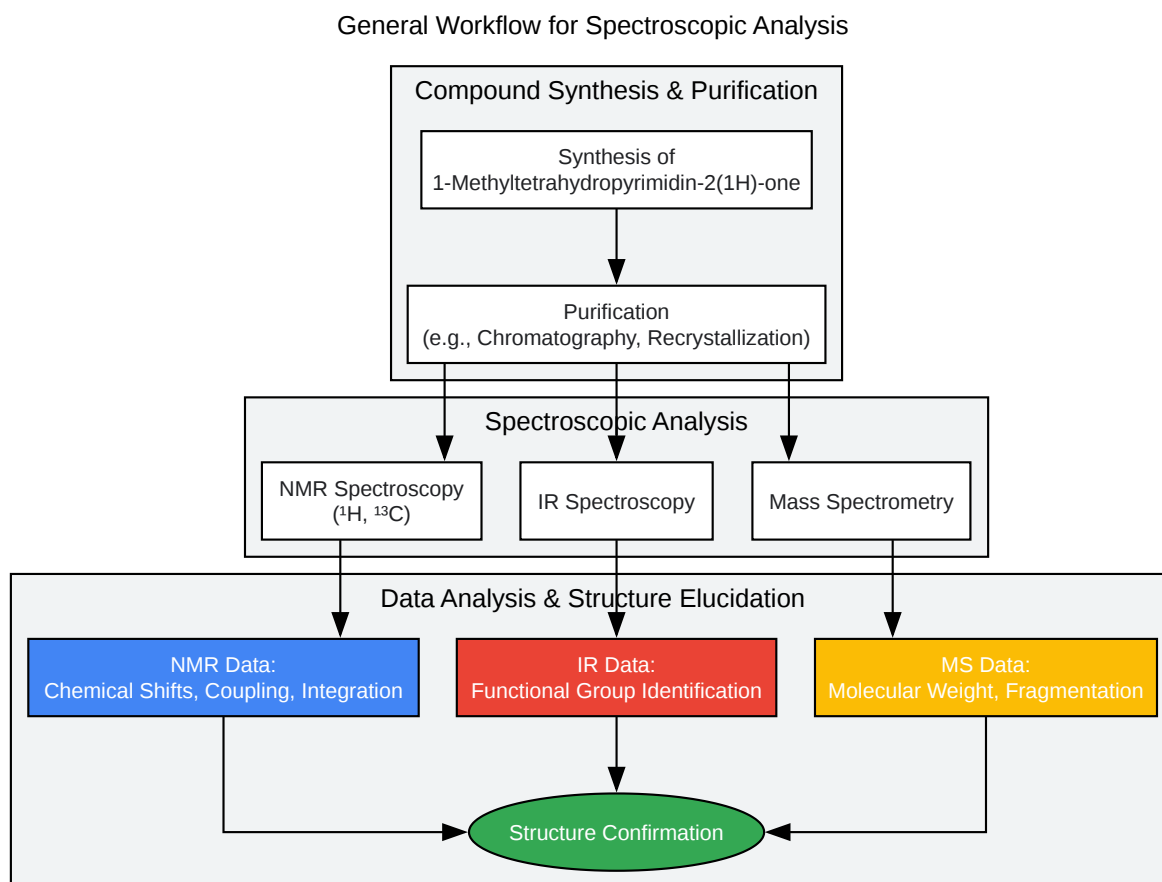 General Workflow for Spectroscopic Analysis
Compound Synthesis & Purification
Synthesis of
1-Methyltetrahydropyrimidin-2(1H)-one
Purification
(e.g., Chromatography, Recrystallization)
Spectroscopic Analysis
NMR Spectroscopy
(¹H, ¹³C)
IR Spectroscopy
Mass Spectrometry
Data Analysis & Structure Elucidation
NMR Data:
Chemical Shifts, Coupling, Integration
IR Data:
Functional Group Identification
MS Data:
Molecular Weight, Fragmentation
Structure Confirmation